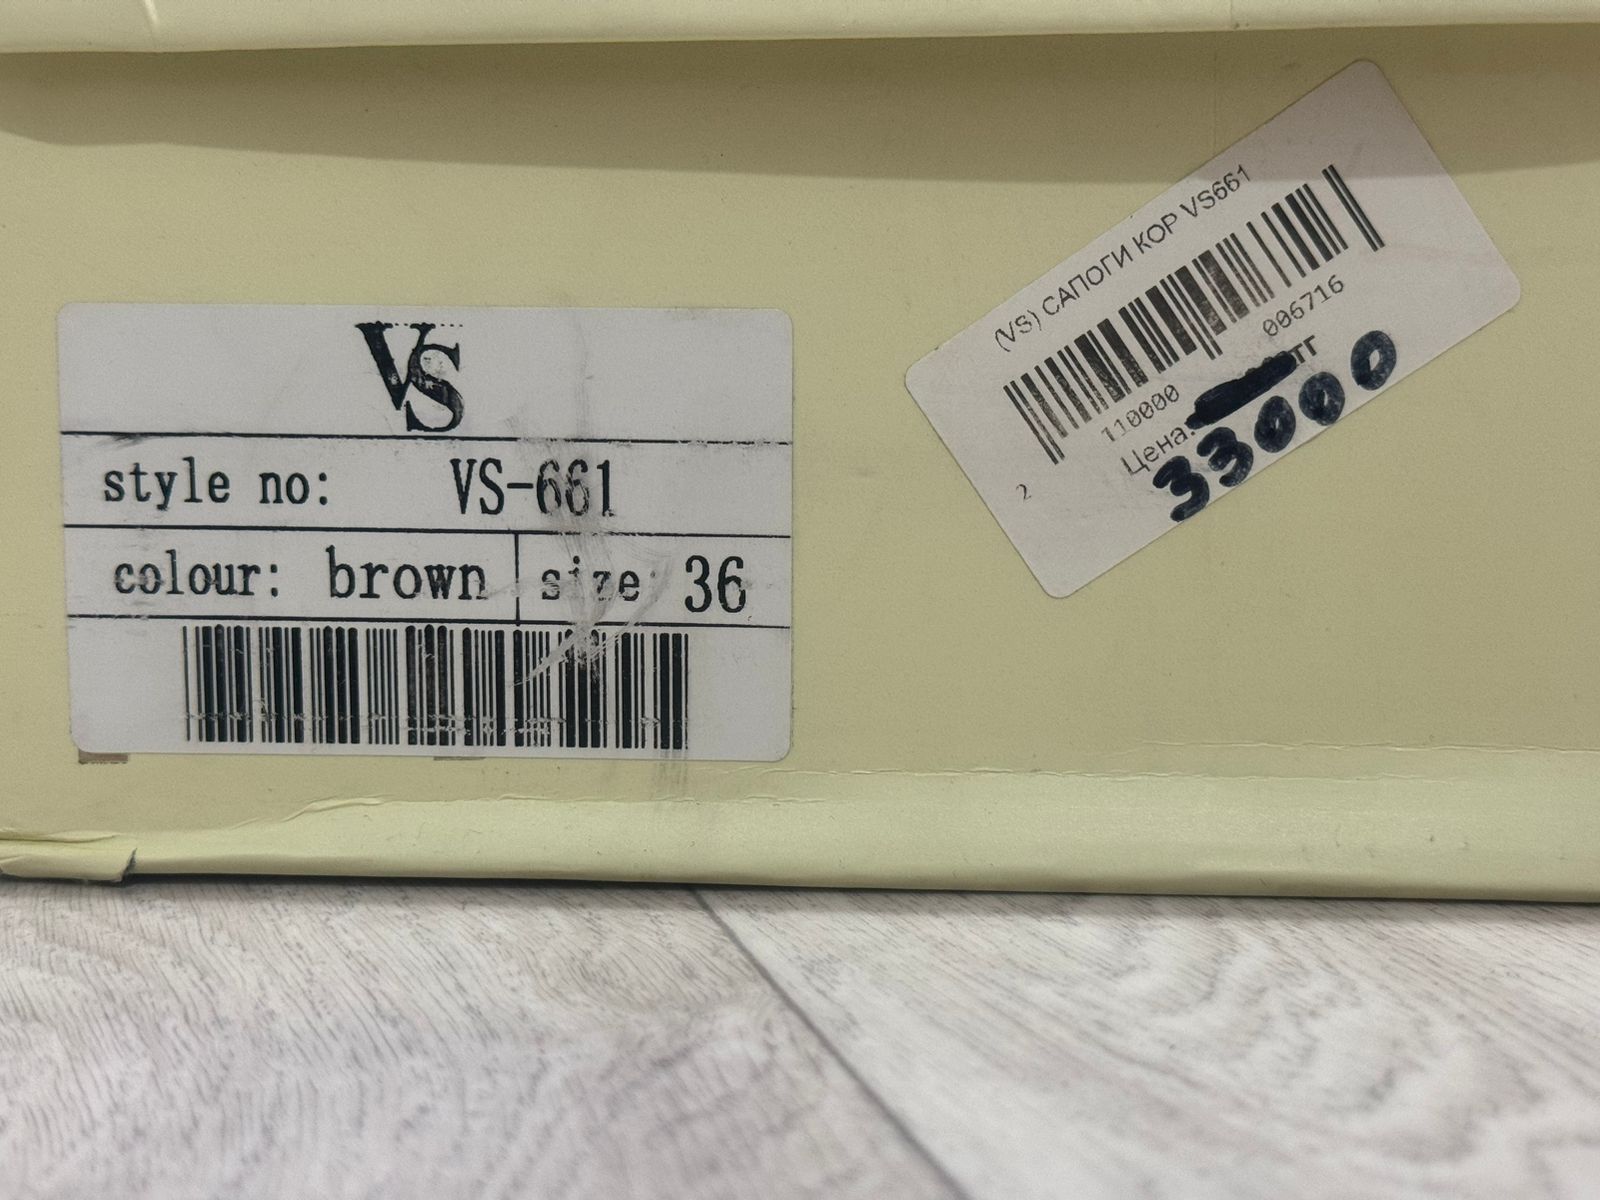 VS
style no: VS-661
colour: brown size: 36
(VS) САПОГИ КОР VS661
2 110000 006716
Цена: тг
33000